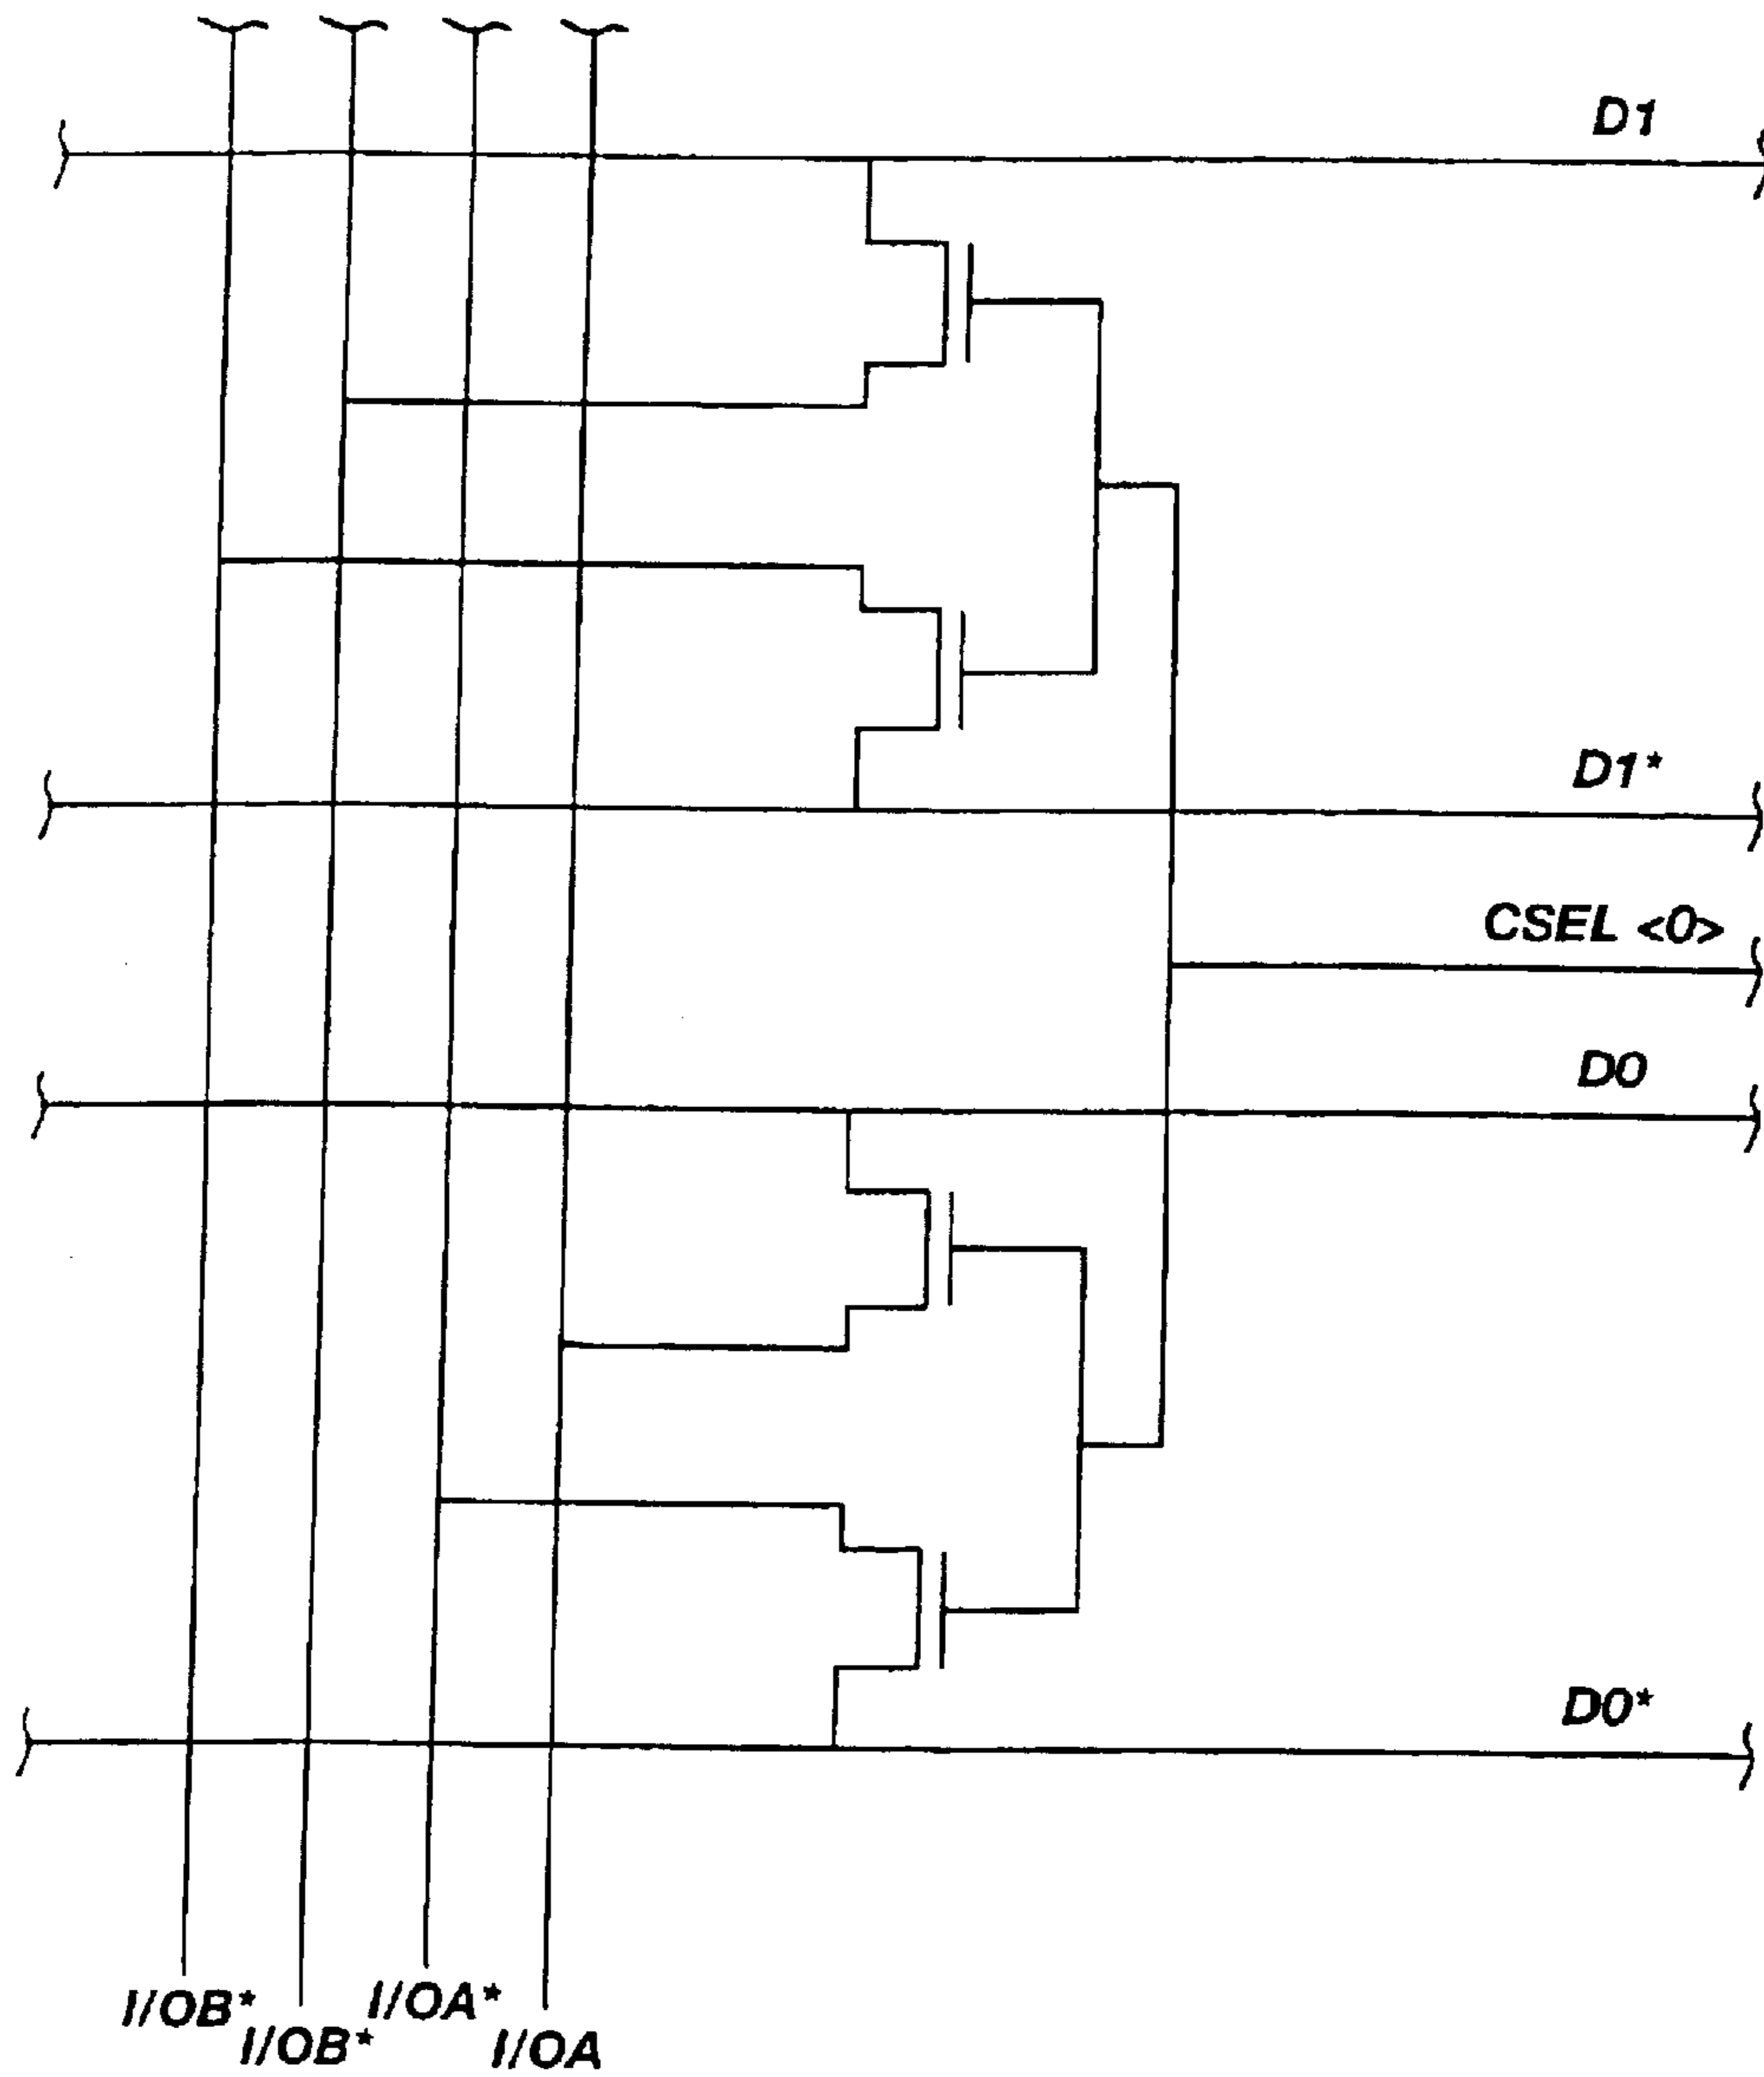 D1
D1*
CSEL <0>
D0
D0*
I/OB*
I/OB*
I/OA*
I/OA